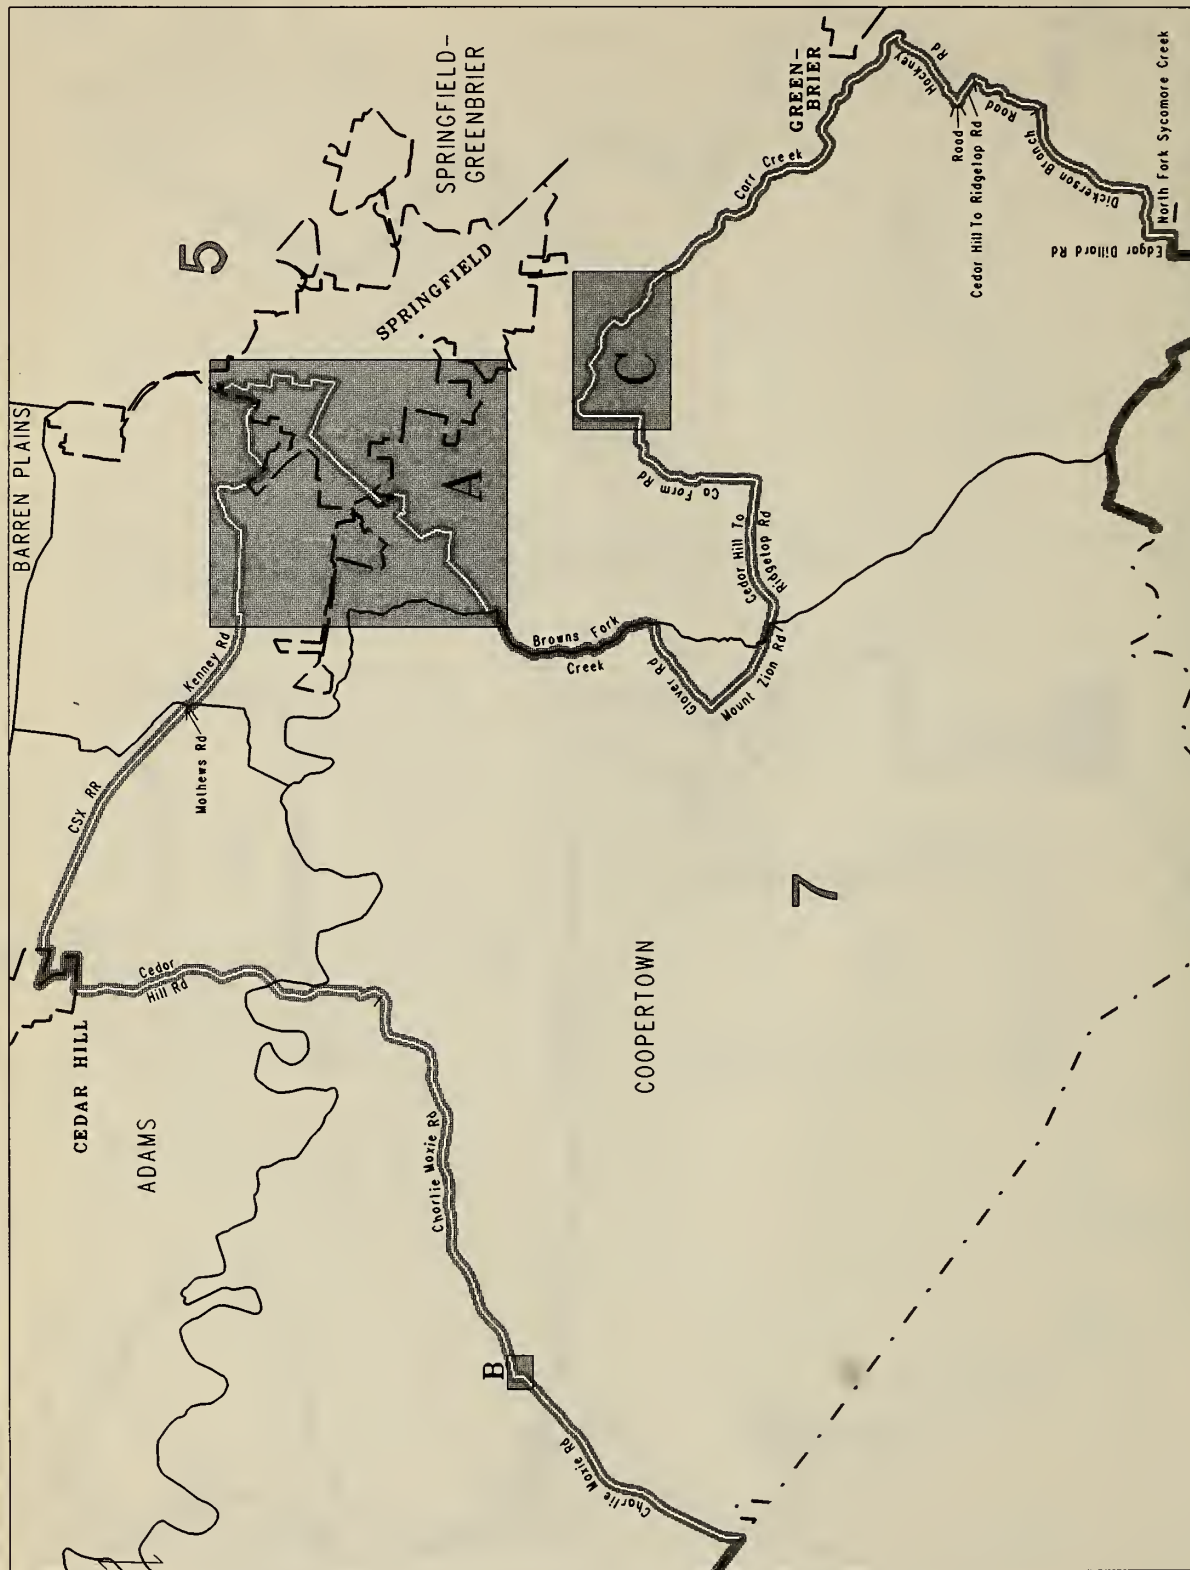 BARREN PLAINS
5
SPRINGFIELD-
GREENBRIER
SPRINGFIELD
GREEN-
BRIER
Hackney
Rd
Road
Cedar Hill To Ridgetop Rd
Road
Dickerson Branch
North Fork Sycamore Creek
Edgar Dillard Rd
Carr Creek
C
A
Co Farm Rd
Cedar Hill To
Ridgetop Rd
Browns Fork
Creek
Glover Rd
Mount Zion Rd
Kenney Rd
Mathews Rd
CSX RR
Cedar
Hill Rd
CEDAR HILL
ADAMS
7
COOPERTOWN
Charlie Moxie Rd
B
Charlie Moxie Rd